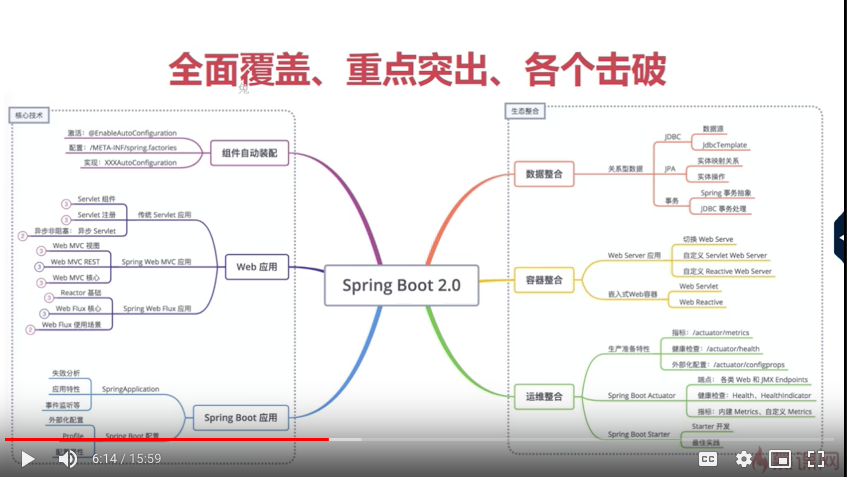 全面覆盖、重点突出、各个击破
核心技术
激活：@EnableAutoConfiguration
配置：/META-INF/spring.factories
实现：XXXAutoConfiguration
组件自动装配
Servlet 组件
Servlet 注册
异步非阻塞：异步 Servlet
传统 Servlet 应用
Web MVC 视图
Web MVC REST
Web MVC 核心
Spring Web MVC 应用
Reactor 基础
Web Flux 核心
Web Flux 使用场景
Spring Web Flux 应用
Web 应用
失败分析
应用特性
事件监听等
SpringApplication
外部化配置
Profile
Spring Boot 配置
Spring Boot 应用
Spring Boot 2.0
生态整合
数据整合
关系型数据
JDBC
数据源
JdbcTemplate
JPA
实体映射关系
实体操作
事务
Spring 事务抽象
JDBC 事务处理
容器整合
Web Server 应用
切换 Web Serve
自定义 Servlet Web Server
自定义 Reactive Web Server
嵌入式Web容器
Web Servlet
Web Reactive
运维整合
生产准备特性
指标：/actuator/metrics
健康检查：/actuator/health
外部化配置：/actuator/configprops
Spring Boot Actuator
端点：各类 Web 和 JMX Endpoints
健康检查：Health、HealthIndicator
指标：内建 Metrics、自定义 Metrics
Spring Boot Starter
Starter 开发
最佳实践
6:14 / 15:59
CC